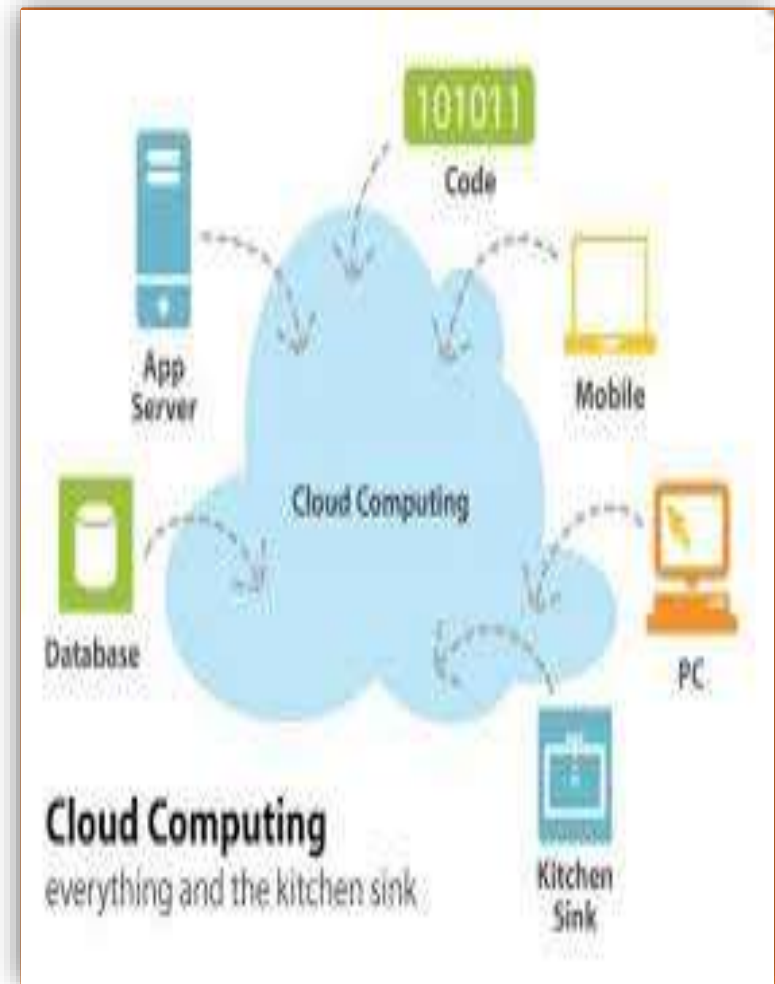 101011
Code
App
Server
Mobile
Cloud Computing
Database
PC
Kitchen
Sink
Cloud Computing
everything and the kitchen sink